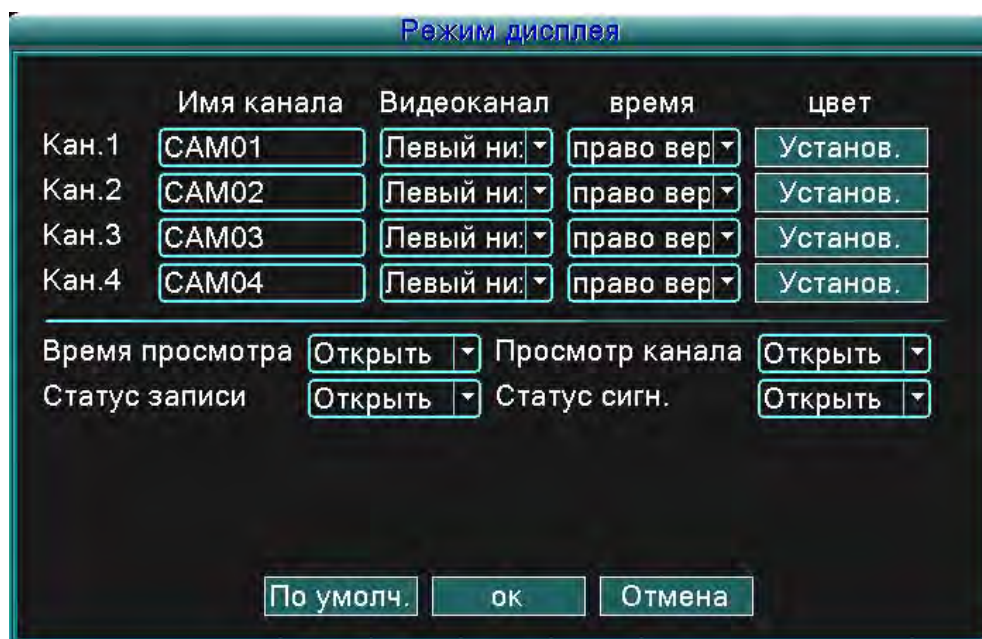 Режим дисплея
Имя канала Видеоканал время цвет
Кан.1 CAM01 Левый ни право вер Установ.
Кан.2 CAM02 Левый ни право вер Установ.
Кан.3 CAM03 Левый ни право вер Установ.
Кан.4 CAM04 Левый ни право вер Установ.
Время просмотра Открыть Просмотр канала Открыть
Статус записи Открыть Статус сигн. Открыть
По умолч. ок Отмена